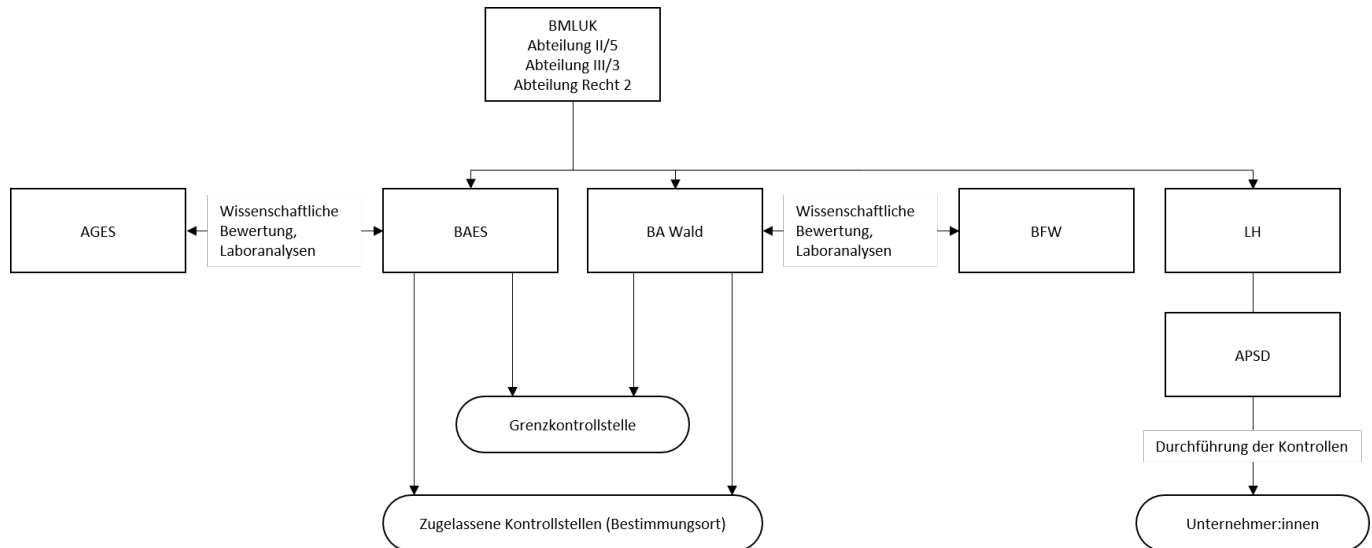 BMLUK
Abteilung II/5
Abteilung III/3
Abteilung Recht 2
AGES
Wissenschaftliche
Bewertung,
Laboranalysen
BAES
BA Wald
Wissenschaftliche
Bewertung,
Laboranalysen
BFW
LH
APSD
Grenzkontrollstelle
Durchführung der Kontrollen
Zugelassene Kontrollstellen (Bestimmungsort)
Unternehmer:innen